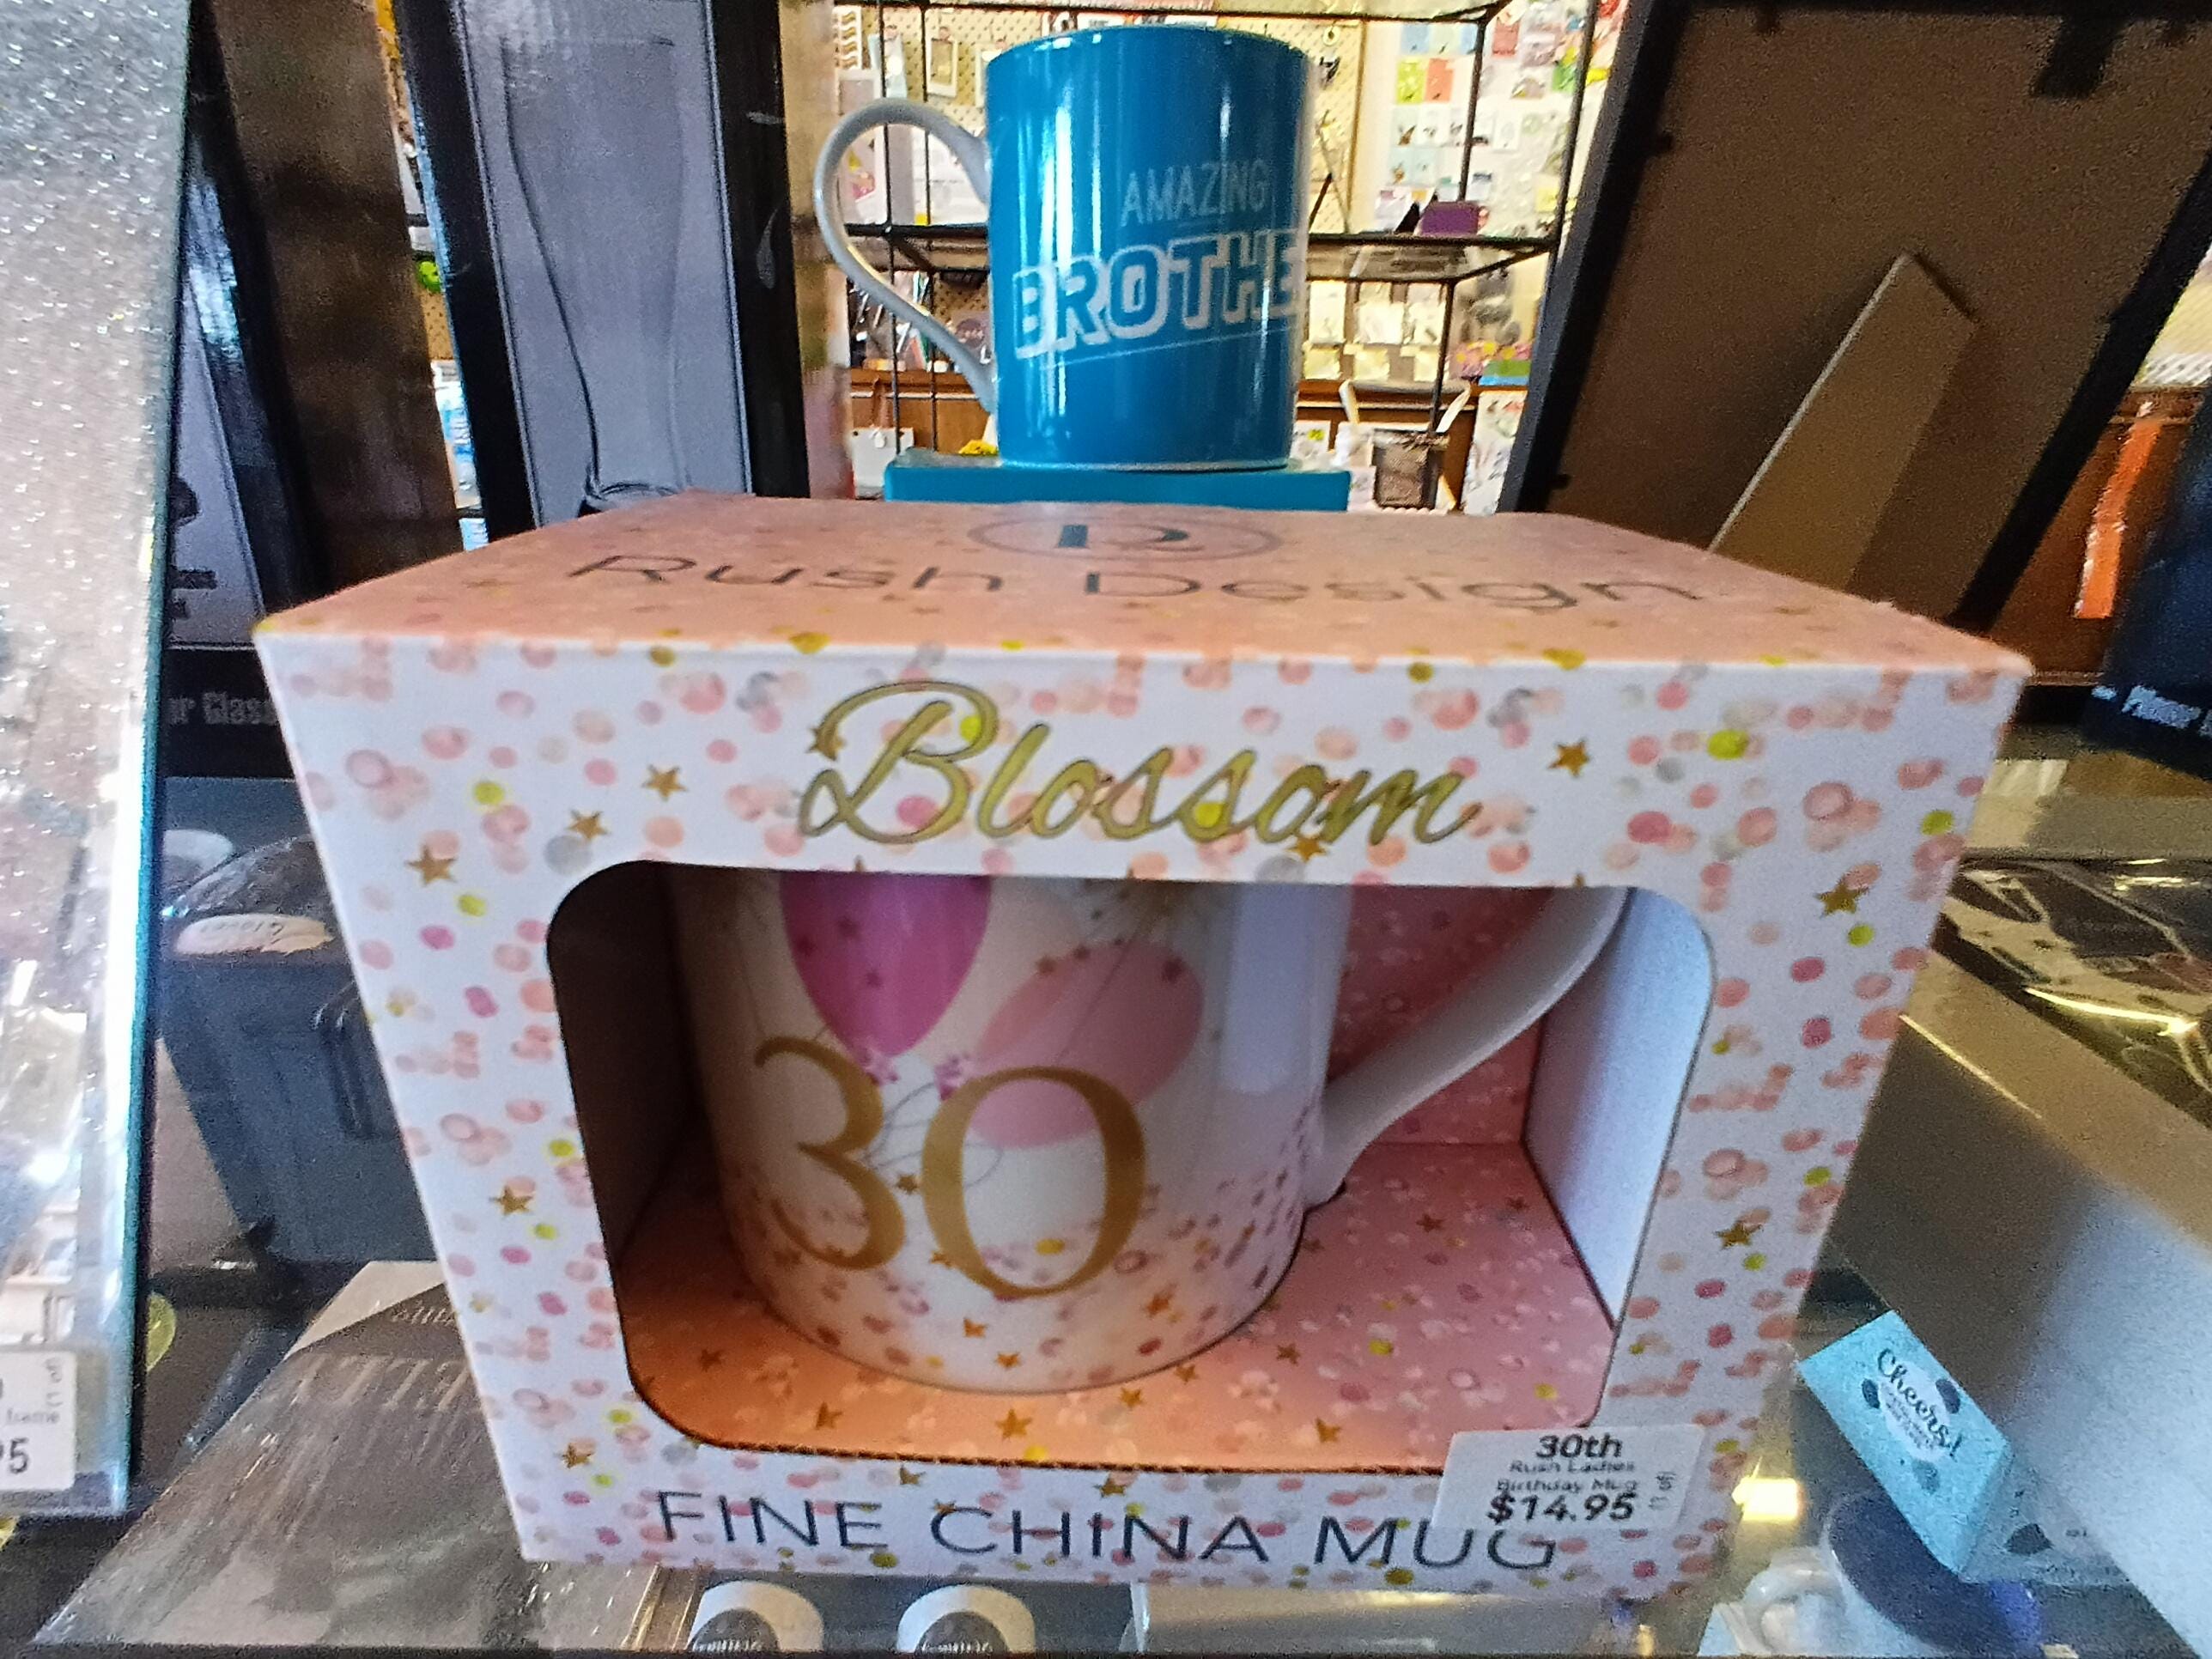 AMAZING
BROTHE
R
Rush Design
Blossom
30
30th
Rush Ladies
Birthday Mug
$14.95
FINE CHINA MUG
Cheers!